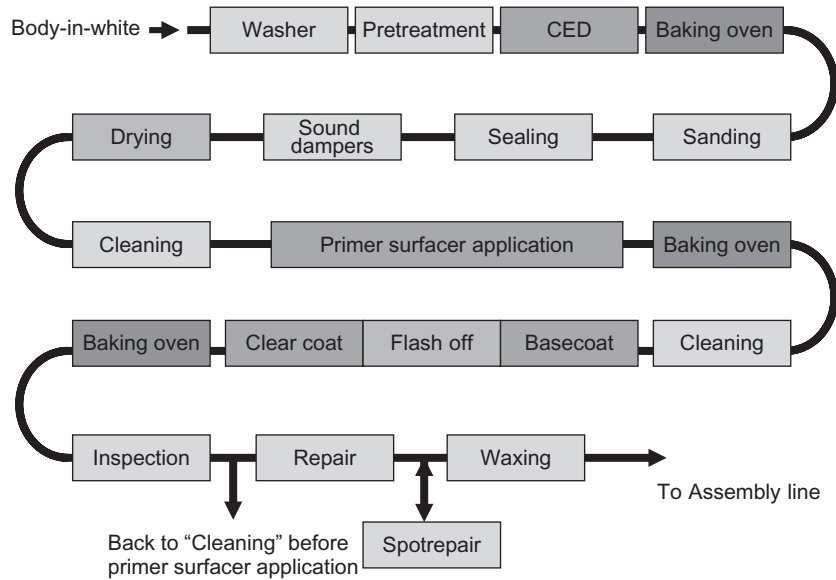 Body-in-white
Washer
Pretreatment
CED
Baking oven
Drying
Sound
dampers
Sealing
Sanding
Cleaning
Primer surfacer application
Baking oven
Baking oven
Clear coat
Flash off
Basecoat
Cleaning
Inspection
Repair
Waxing
To Assembly line
Back to “Cleaning” before
primer surfacer application
Spotrepair